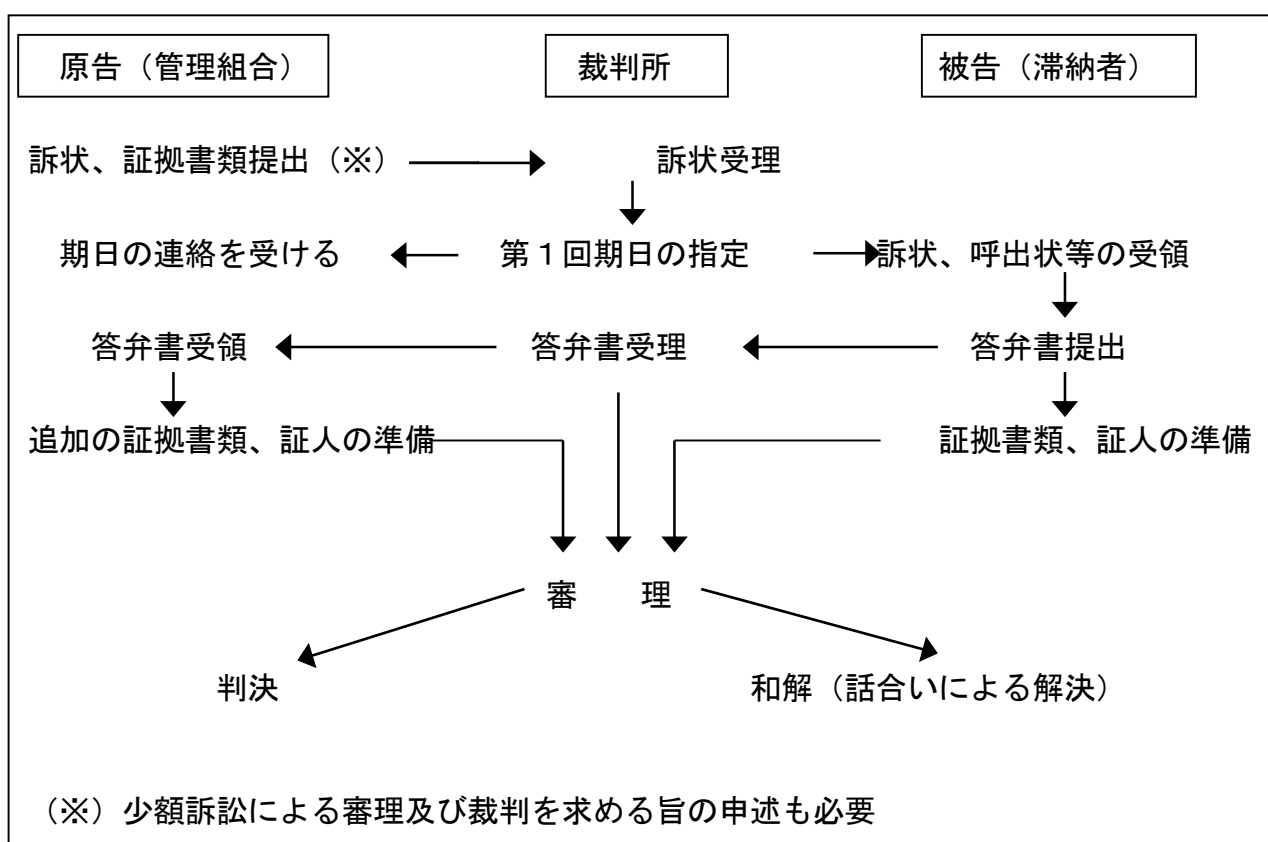 原告（管理組合） 裁判所 被告（滞納者）
訴状、証拠書類提出（※） 訴状受理
期日の連絡を受ける 第１回期日の指定 訴状、呼出状等の受領
答弁書受領 答弁書受理 答弁書提出
追加の証拠書類、証人の準備 証拠書類、証人の準備
審　理
判決 和解（話合いによる解決）
（※）少額訴訟による審理及び裁判を求める旨の申述も必要